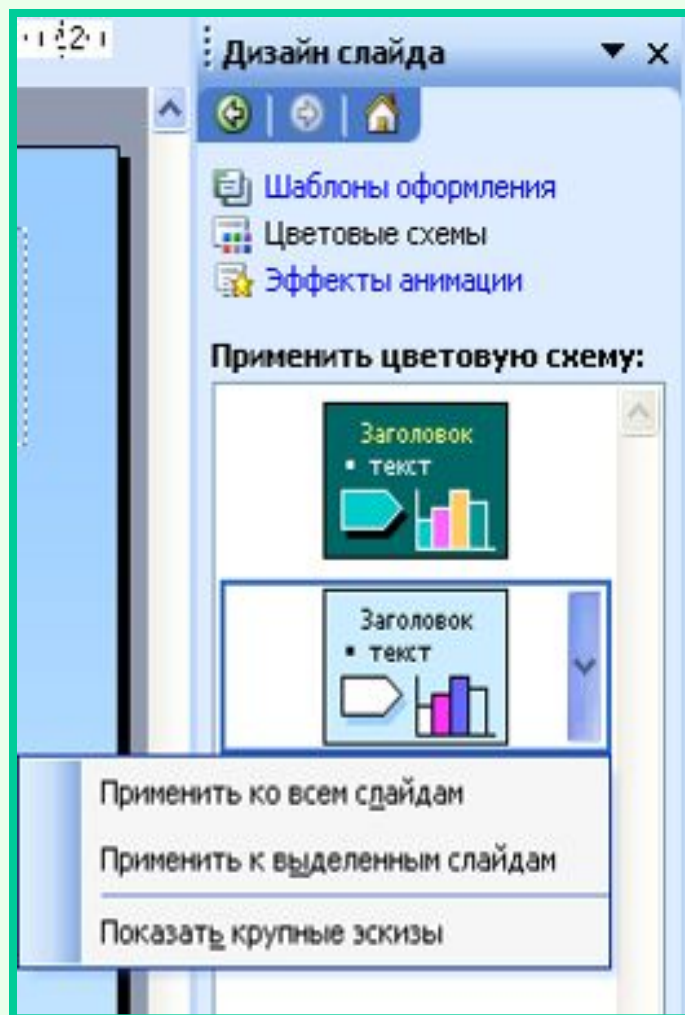 2
Дизайн слайда
Шаблоны оформления
Цветовые схемы
Эффекты анимации
Применить цветовую схему:
Заголовок
• текст
Заголовок
• текст
Применить ко всем слайдам
Применить к выделенным слайдам
Показать крупные эскизы